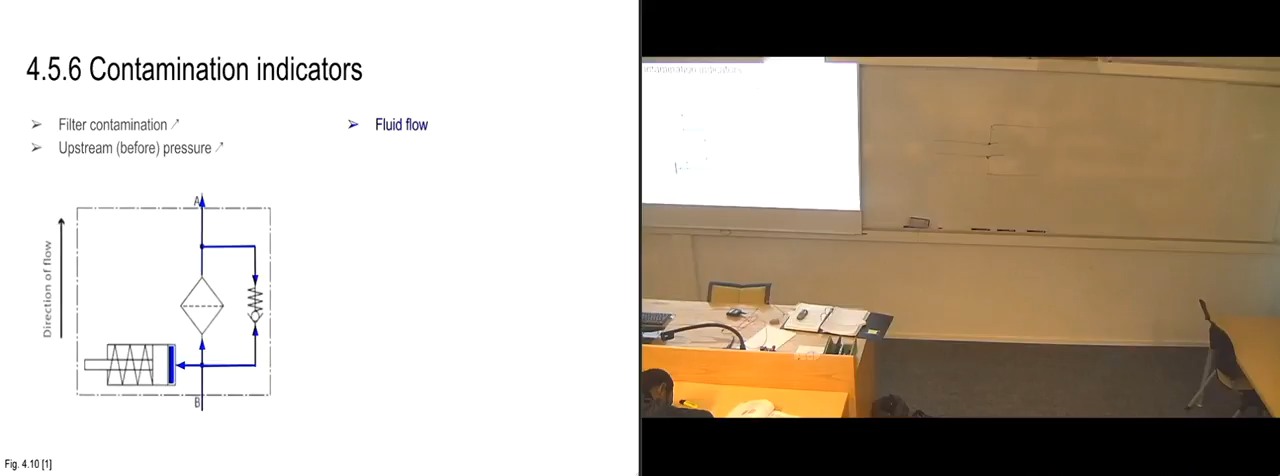 4.5.6 Contamination indicators
➢ Filter contamination ↗
➢ Upstream (before) pressure ↗
➢ Fluid flow
A
Direction of flow
B
Fig. 4.10 [1]